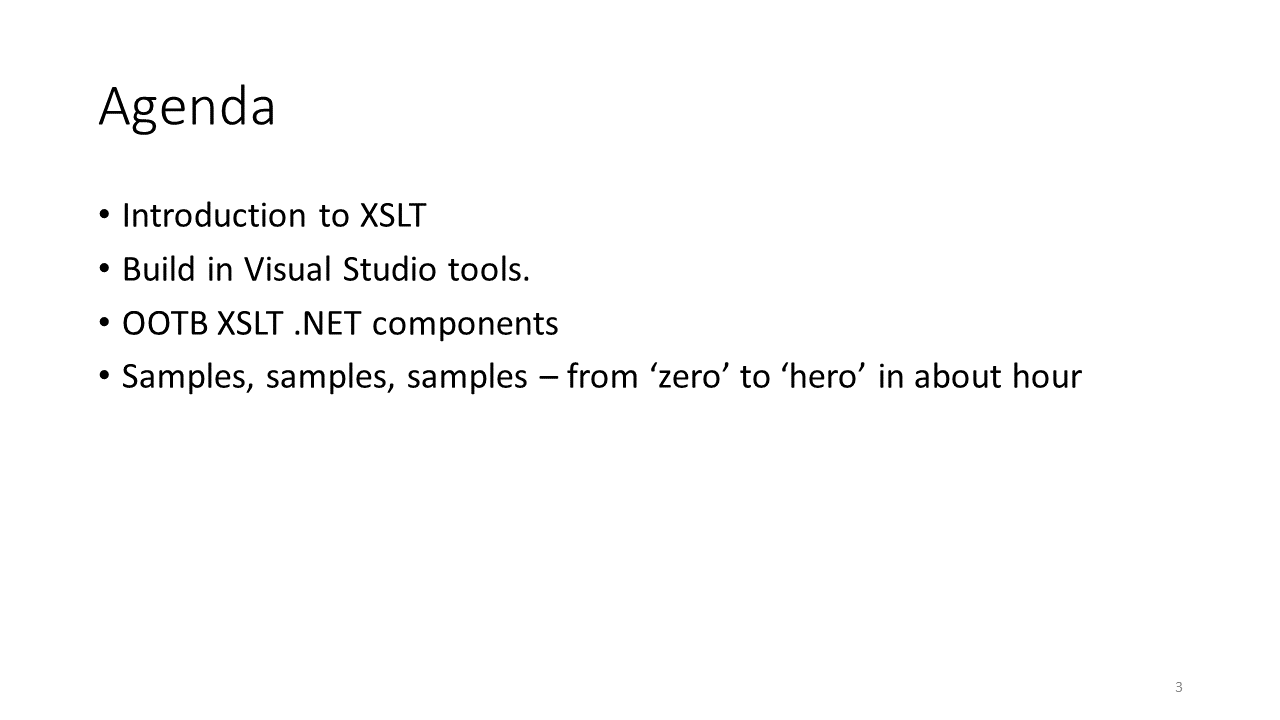 Agenda
• Introduction to XSLT
• Build in Visual Studio tools.
• OOTB XSLT .NET components
• Samples, samples, samples – from ‘zero’ to ‘hero’ in about hour
3